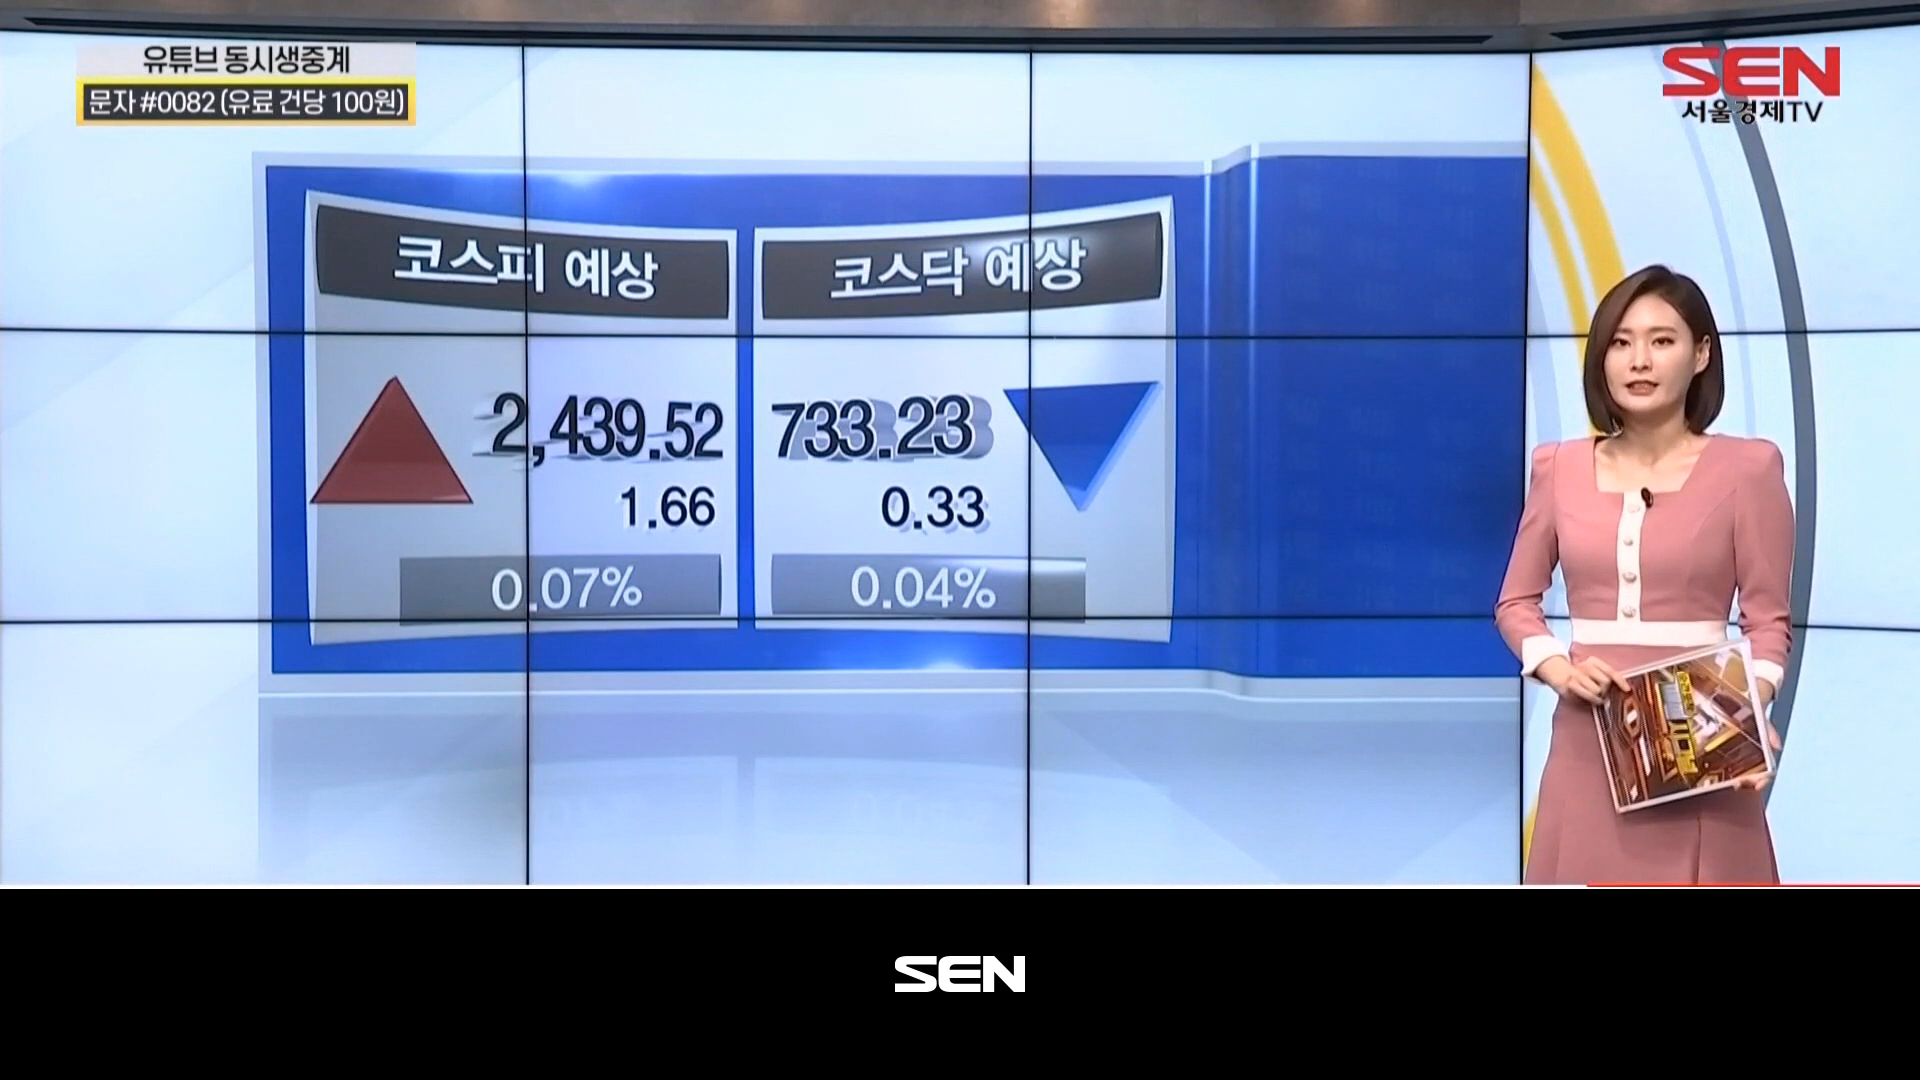 유튜브 동시생중계
문자 #0082 (유료 건당 100원)
SEN
서울경제TV
코스피 예상
2,439.52
1.66
0.07%
코스닥 예상
733.23
0.33
0.04%
SEN